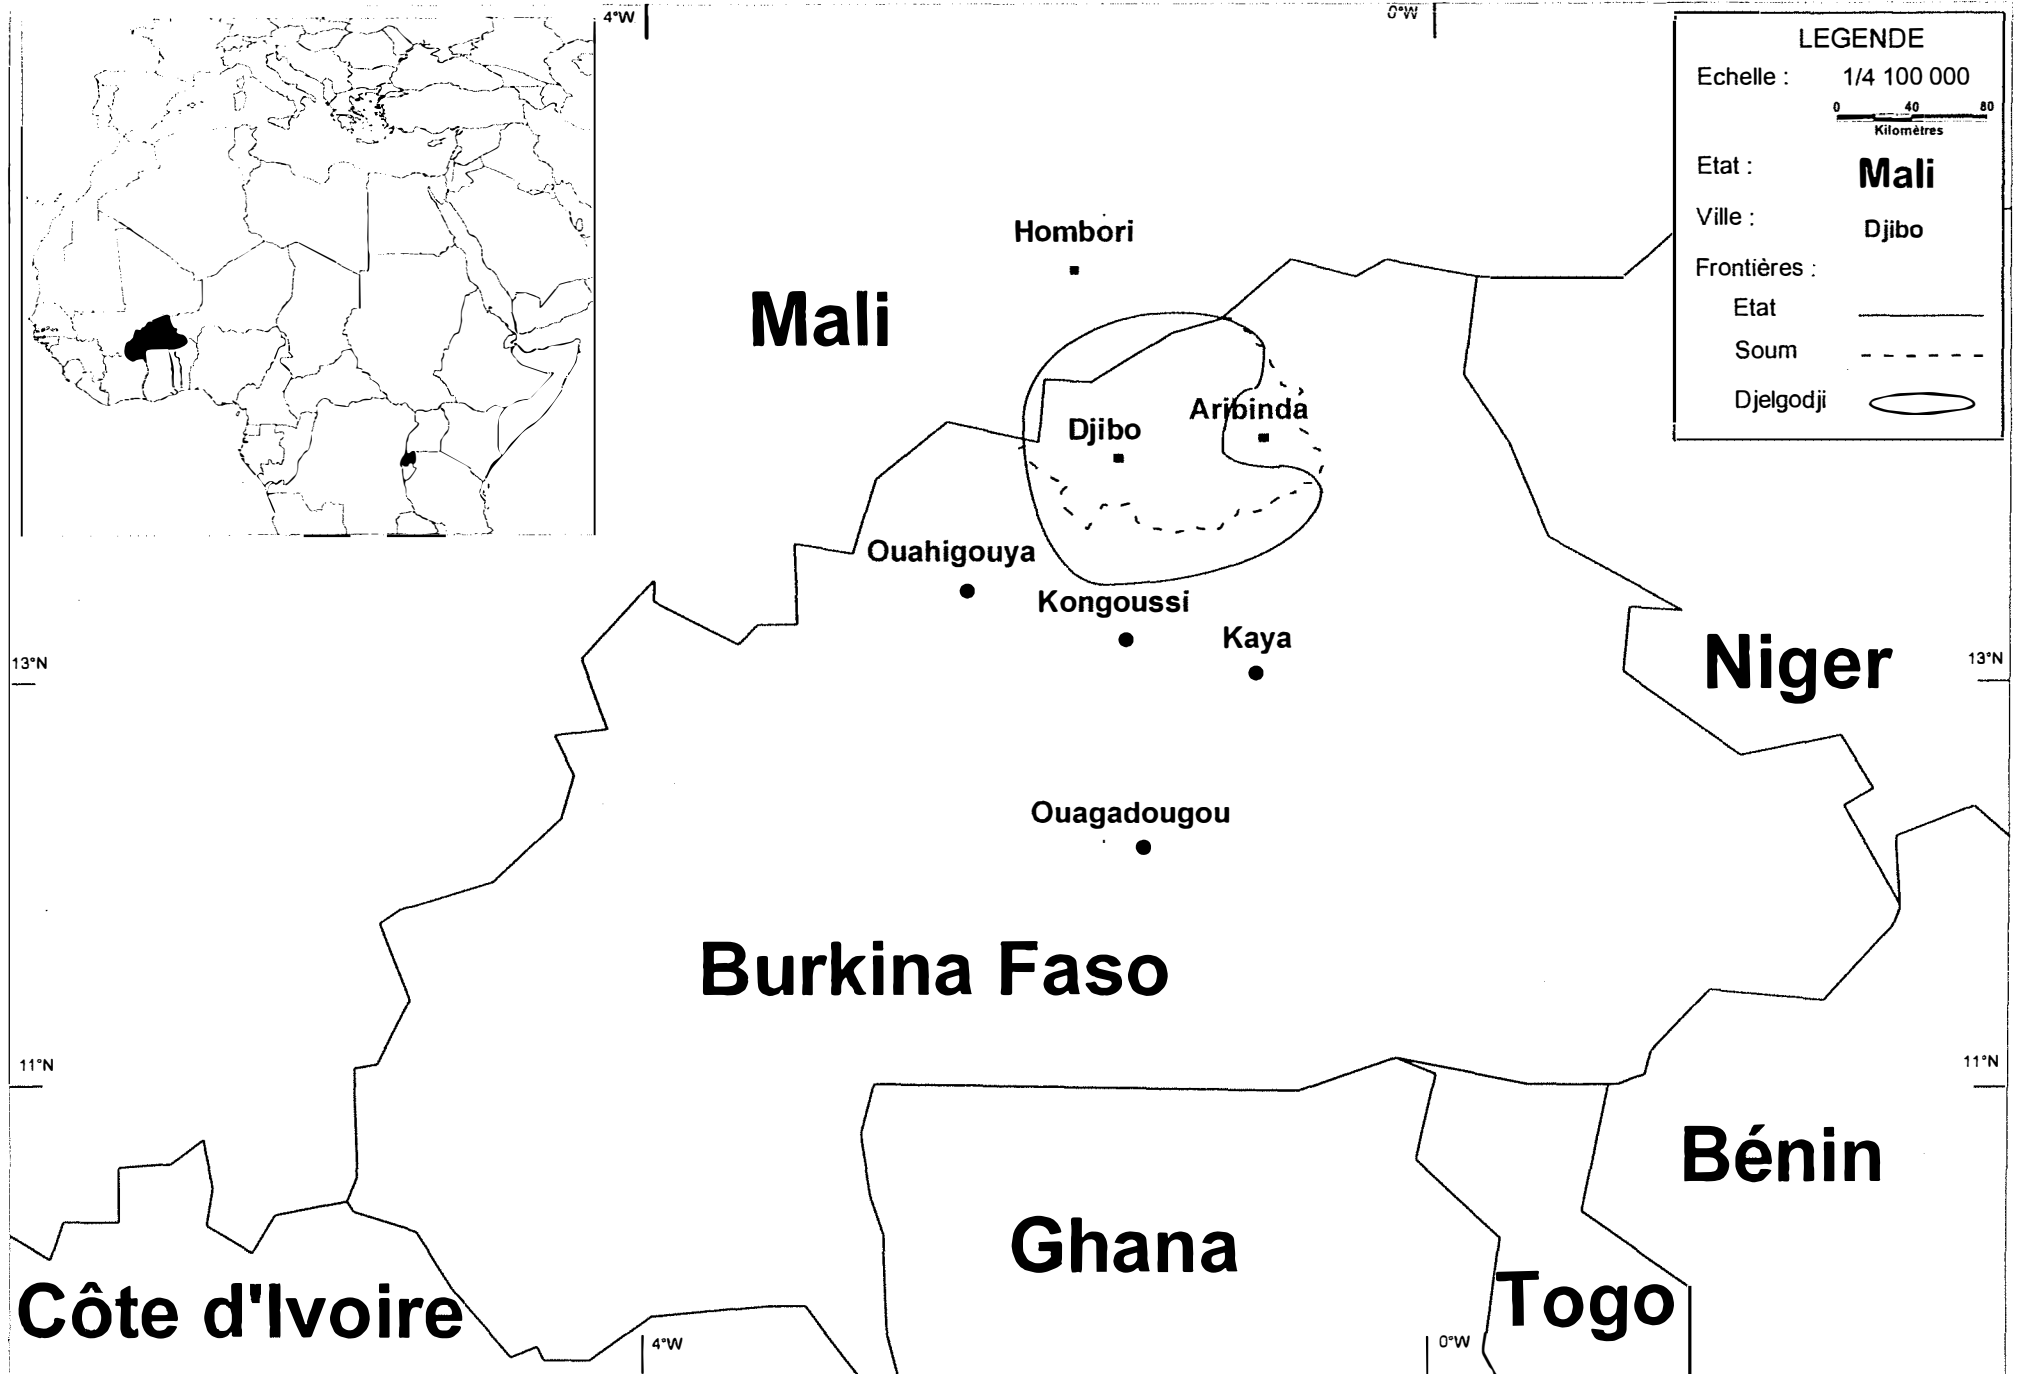 4°W
0°W
LEGENDE
Echelle : 1/4 100 000
0 40 80
Kilomètres
Etat : Mali
Ville : Djibo
Frontières :
Etat
Soum
Djelgodji
Hombori
Mali
Aribinda
Djibo
Ouahigouya
Kongoussi
Kaya
13°N
Niger
13°N
Ouagadougou
Burkina Faso
11°N
11°N
Bénin
Ghana
Côte d'Ivoire
Togo
4°W
0°W